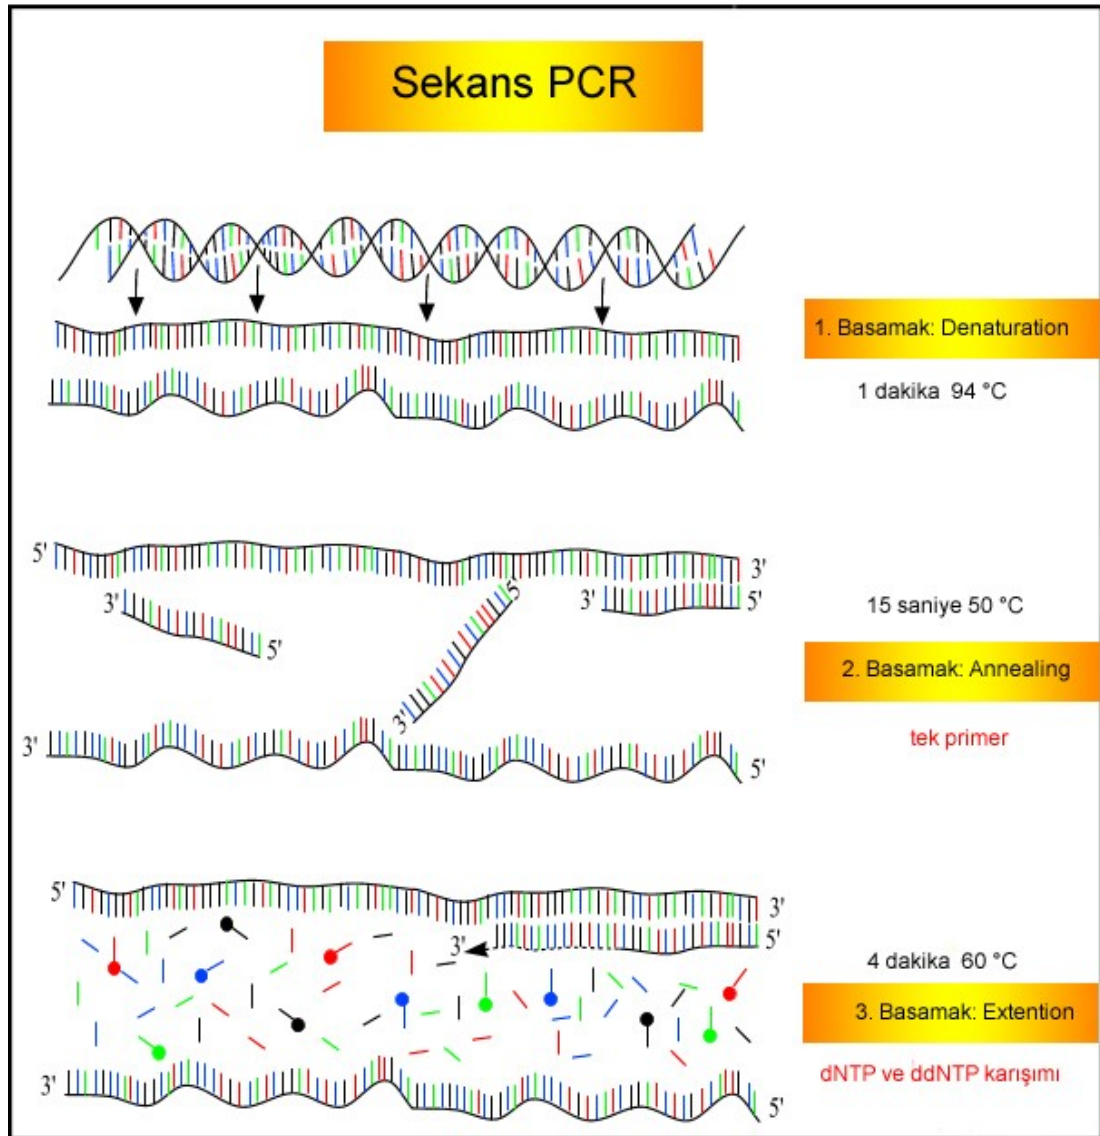 Sekans PCR
1. Basamak: Denaturation
1 dakika 94 °C
5'
3'
3'
5'
5'
3'
5'
3'
15 saniye 50 °C
2. Basamak: Annealing
tek primer
3'
5'
5'
3'
3'
5'
4 dakika 60 °C
3. Basamak: Extention
dNTP ve ddNTP karışımı
3'
5'